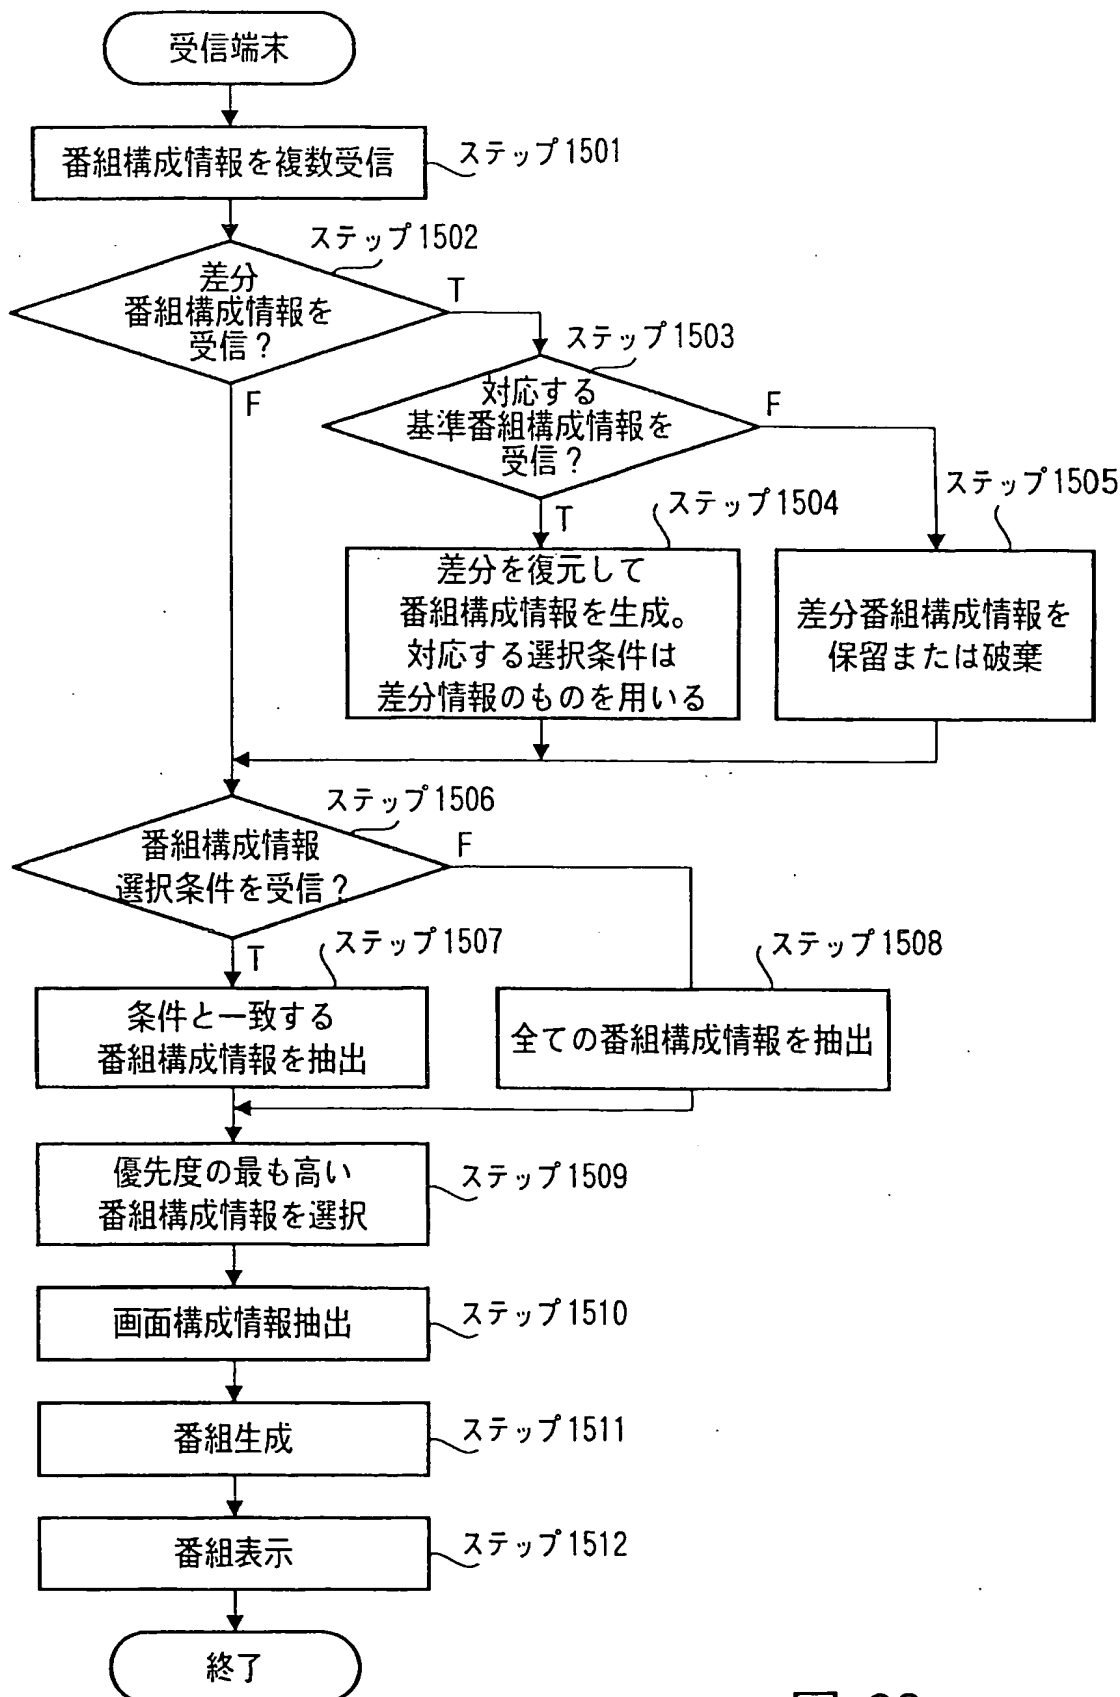 受信端末
番組構成情報を複数受信
ステップ1501
ステップ1502
差分
番組構成情報を
受信？
T
F
ステップ1503
対応する
基準番組構成情報を
受信？
F
T
ステップ1504
差分を復元して
番組構成情報を生成。
対応する選択条件は
差分情報のものを用いる
ステップ1505
差分番組構成情報を
保留または破棄
ステップ1506
番組構成情報
選択条件を受信？
F
T
ステップ1507
条件と一致する
番組構成情報を抽出
ステップ1508
全ての番組構成情報を抽出
優先度の最も高い
番組構成情報を選択
ステップ1509
画面構成情報抽出
ステップ1510
番組生成
ステップ1511
番組表示
ステップ1512
終了